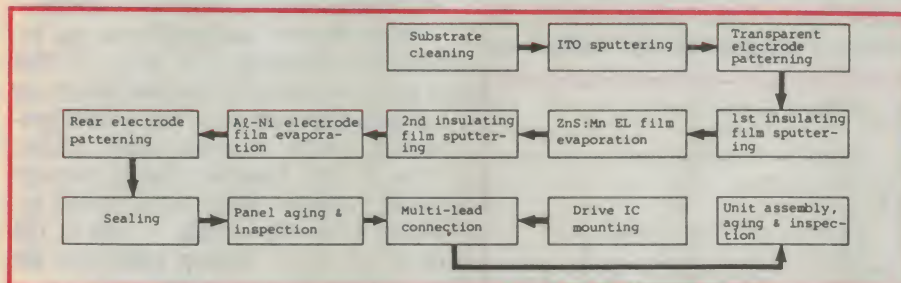 Substrate
cleaning
ITO sputtering
Transparent
electrode
patterning
Rear electrode
patterning
Aℓ-Ni electrode
film evapora-
tion
2nd insulating
film sputter-
ing
ZnS:Mn EL film
evaporation
1st insulating
film sputter-
ing
Sealing
Panel aging &
inspection
Multi-lead
connection
Drive IC
mounting
Unit assembly,
aging & inspec-
tion